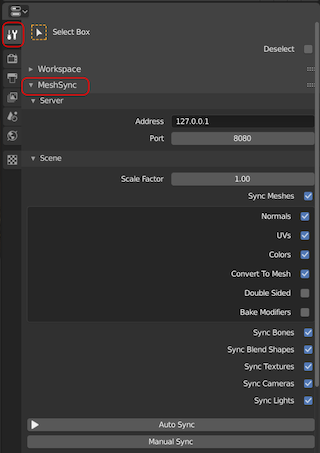 Select Box
Deselect
Workspace
MeshSync
Server
Address 127.0.0.1
Port 8080
Scene
Scale Factor 1.00
Sync Meshes
Normals
UVs
Colors
Convert To Mesh
Double Sided
Bake Modifiers
Sync Bones
Sync Blend Shapes
Sync Textures
Sync Cameras
Sync Lights
Auto Sync
Manual Sync